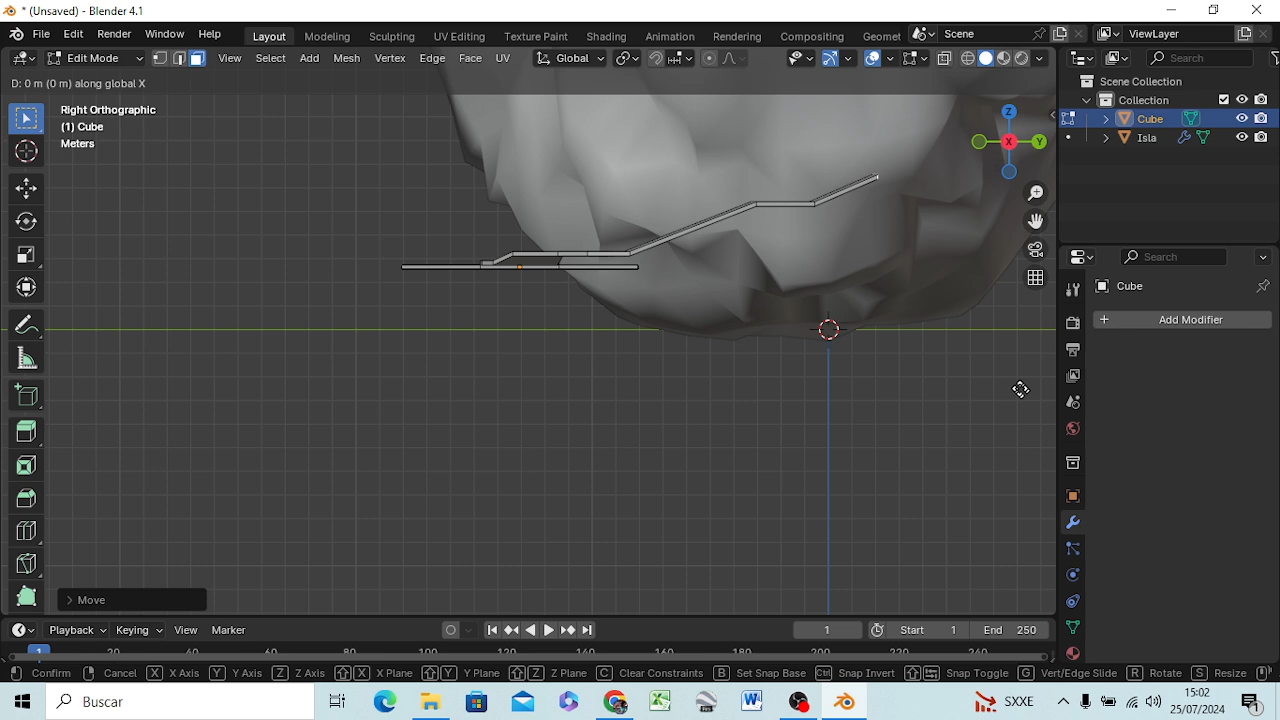 * (Unsaved) - Blender 4.1
File Edit Render Window Help
Layout Modeling Sculpting UV Editing Texture Paint Shading Animation Rendering Compositing Geomet
Scene ViewLayer
Edit Mode View Select Add Mesh Vertex Edge Face UV Global
Search
D: 0 m (0 m) along global X
Scene Collection
Collection
Cube
Isla
Right Orthographic
(1) Cube
Meters
Z
Y
X
Search
Cube
+ Add Modifier
> Move
Playback Keying View Marker
1 Start 1 End 250
1 20 40 60 80 100 120 140 160 180 200 220 240
Confirm Cancel X X Axis Y Y Axis Z Z Axis X X Plane Y Y Plane Z Z Plane C Clear Constraints B Set Snap Base Ctrl Snap Invert Snap Toggle G Vert/Edge Slide R Rotate S Resize
Buscar
SXXE
15:02
25/07/2024